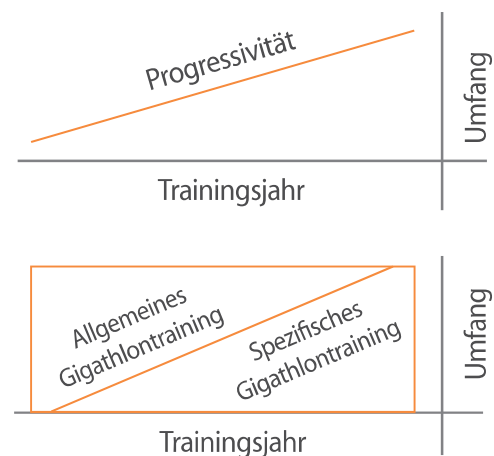 Progressivität
Umfang
Trainingsjahr
Allgemeines
Gigathlontraining
Spezifisches
Gigathlontraining
Umfang
Trainingsjahr